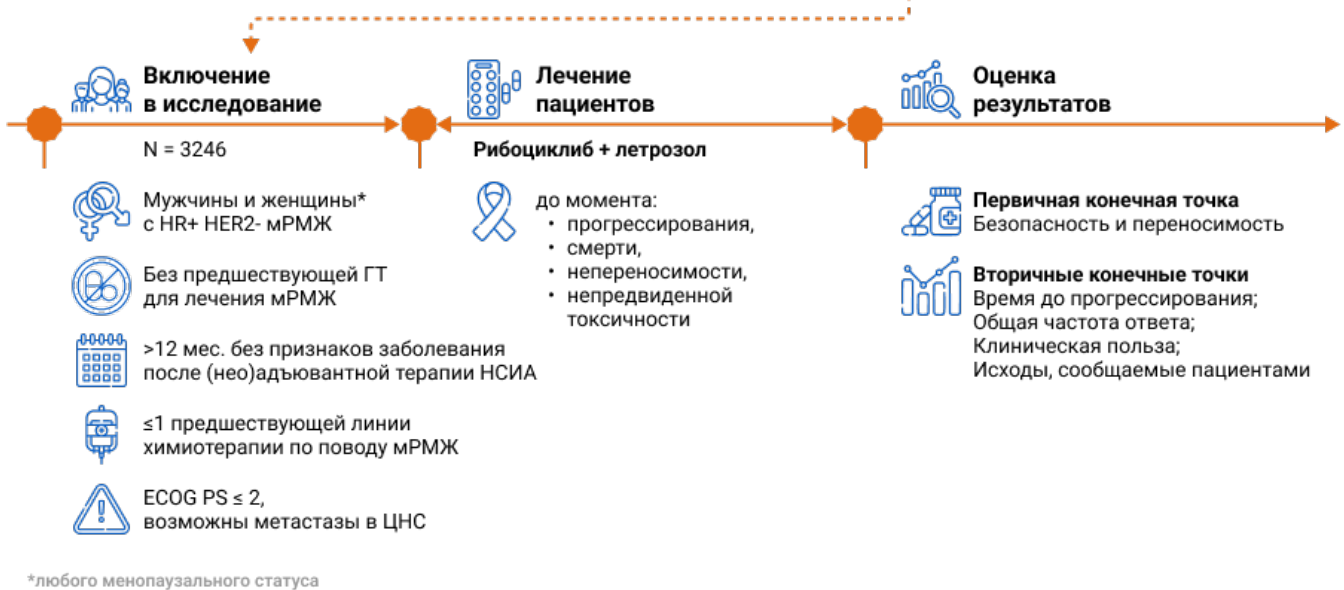 Включение
в исследование
N = 3246
Мужчины и женщины*
с HR+ HER2- мРМЖ
Без предшествующей ГТ
для лечения мРМЖ
>12 мес. без признаков заболевания
после (нео)адъювантной терапии НСИА
≤1 предшествующей линии
химиотерапии по поводу мРМЖ
ECOG PS ≤ 2,
возможны метастазы в ЦНС
Лечение
пациентов
Рибоциклиб + летрозол
до момента:
• прогрессирования,
• смерти,
• непереносимости,
• непредвиденной
токсичности
Оценка
результатов
Первичная конечная точка
Безопасность и переносимость
Вторичные конечные точки
Время до прогрессирования;
Общая частота ответа;
Клиническая польза;
Исходы, сообщаемые пациентами
*любого менопаузального статуса